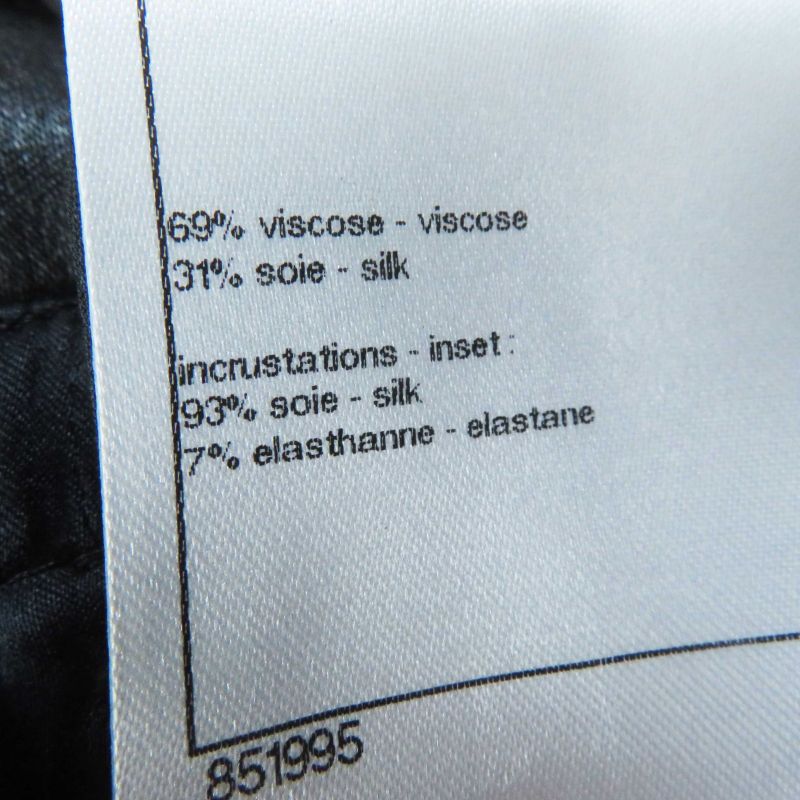 69% viscose - viscose
31% soie - silk
incrustations - inset :
93% soie - silk
7% elasthanne - elastane
851995